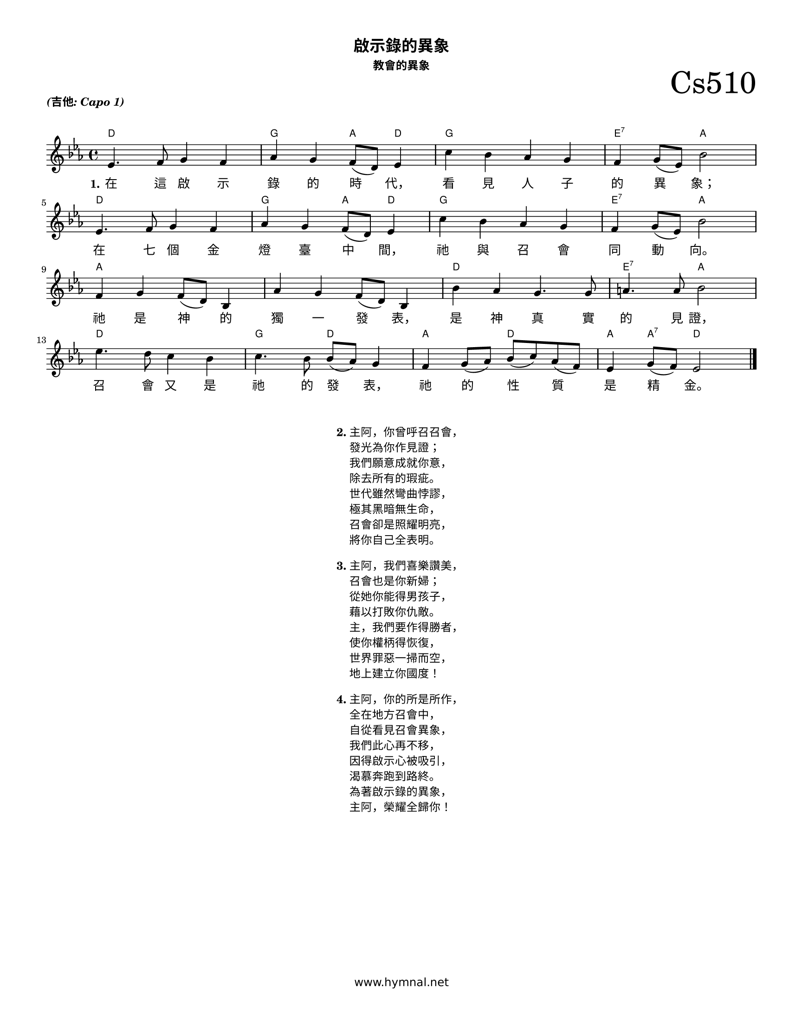 啟示錄的異象
教會的異象
Cs510
(吉他: Capo 1)
D G A D G E7 A
1. 在 這 啟 示 錄 的 時 代， 看 見 人 子 的 異 象；
5 D G A D G E7 A
在 七 個 金 燈 臺 中 間， 祂 與 召 會 同 動 向。
9 A D E7 A
祂 是 神 的 獨 一 發 表， 是 神 真 實 的 見 證，
13 D G D A D A A7 D
召 會 又 是 祂 的 發 表， 祂 的 性 質 是 精 金。
2. 主阿，你曾呼召召會，
發光為你作見證；
我們願意成就你意，
除去所有的瑕疵。
世代雖然彎曲悖謬，
極其黑暗無生命，
召會卻是照耀明亮，
將你自己全表明。
3. 主阿，我們喜樂讚美，
召會也是你新婦；
從她你能得男孩子，
藉以打敗你仇敵。
主，我們要作得勝者，
使你權柄得恢復，
世界罪惡一掃而空，
地上建立你國度！
4. 主阿，你的所是所作，
全在地方召會中，
自從看見召會異象，
我們此心再不移，
因得啟示心被吸引，
渴慕奔跑到路終。
為著啟示錄的異象，
主阿，榮耀全歸你！
www.hymnal.net